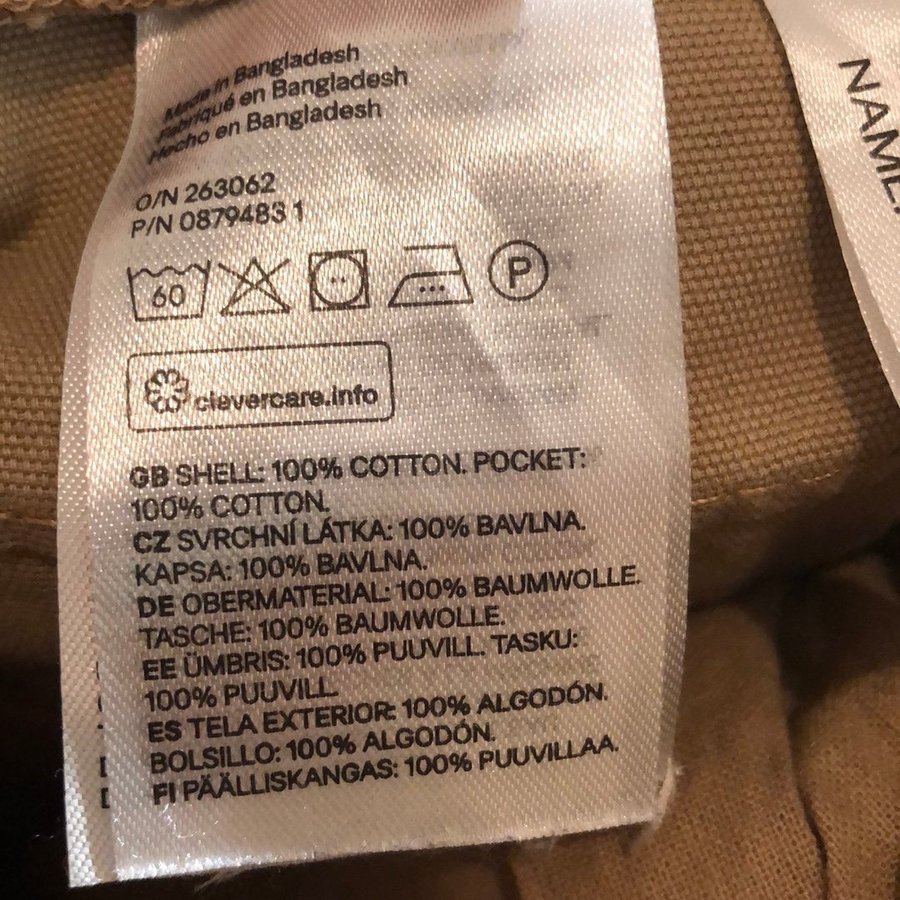 Made in Bangladesh
Fabriqué en Bangladesh
Hecho en Bangladesh
O/N 263062
P/N 0879483 1
60
P
clevercare.info
GB SHELL: 100% COTTON. POCKET:
100% COTTON.
CZ SVRCHNÍ LÁTKA: 100% BAVLNA.
KAPSA: 100% BAVLNA.
DE OBERMATERIAL: 100% BAUMWOLLE.
TASCHE: 100% BAUMWOLLE.
EE ÜMBRIS: 100% PUUVILL. TASKU:
100% PUUVILL
ES TELA EXTERIOR: 100% ALGODÓN.
BOLSILLO: 100% ALGODÓN.
FI PÄÄLLISKANGAS: 100% PUUVILLAA.
NAME